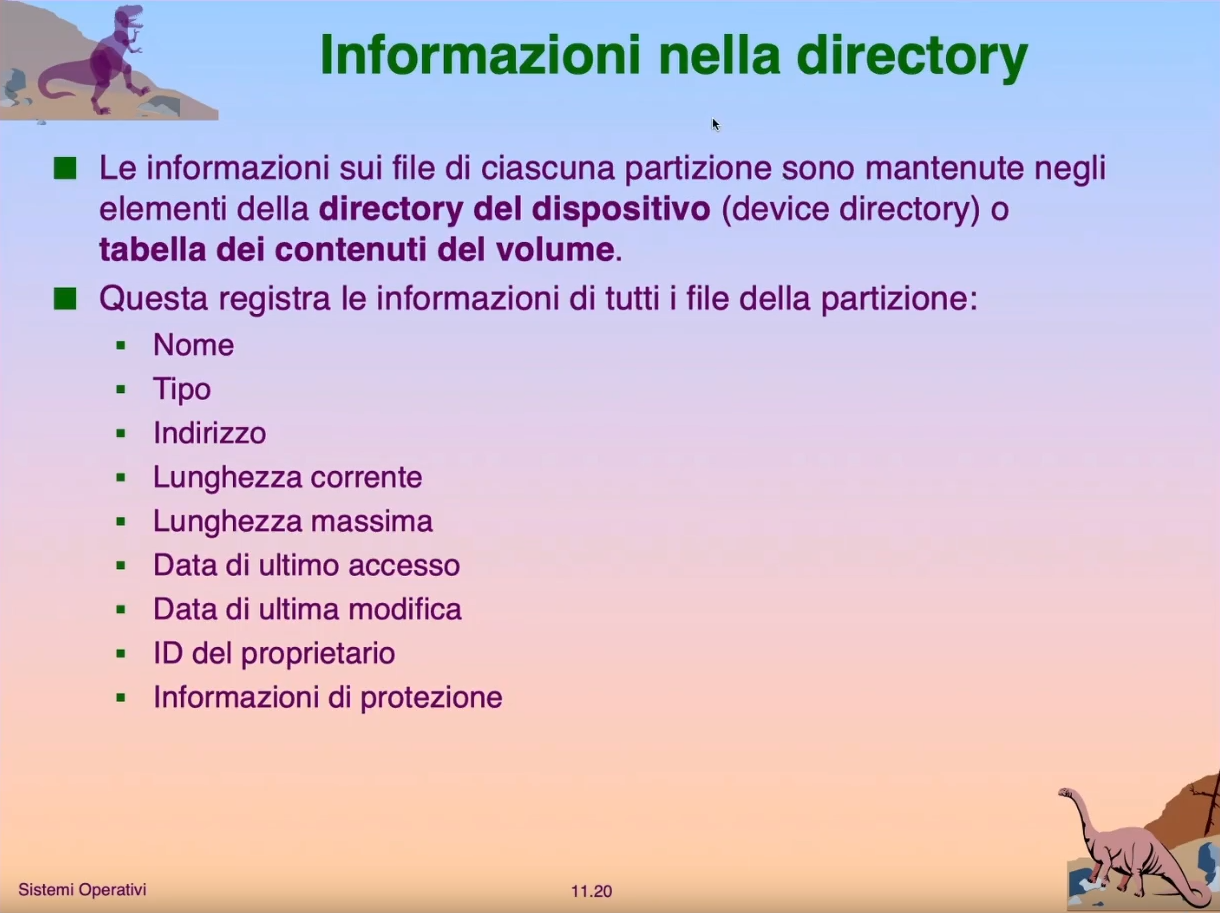 Informazioni nella directory
Le informazioni sui file di ciascuna partizione sono mantenute negli
elementi della directory del dispositivo (device directory) o
tabella dei contenuti del volume.
Questa registra le informazioni di tutti i file della partizione:
Nome
Tipo
Indirizzo
Lunghezza corrente
Lunghezza massima
Data di ultimo accesso
Data di ultima modifica
ID del proprietario
Informazioni di protezione
Sistemi Operativi
11.20